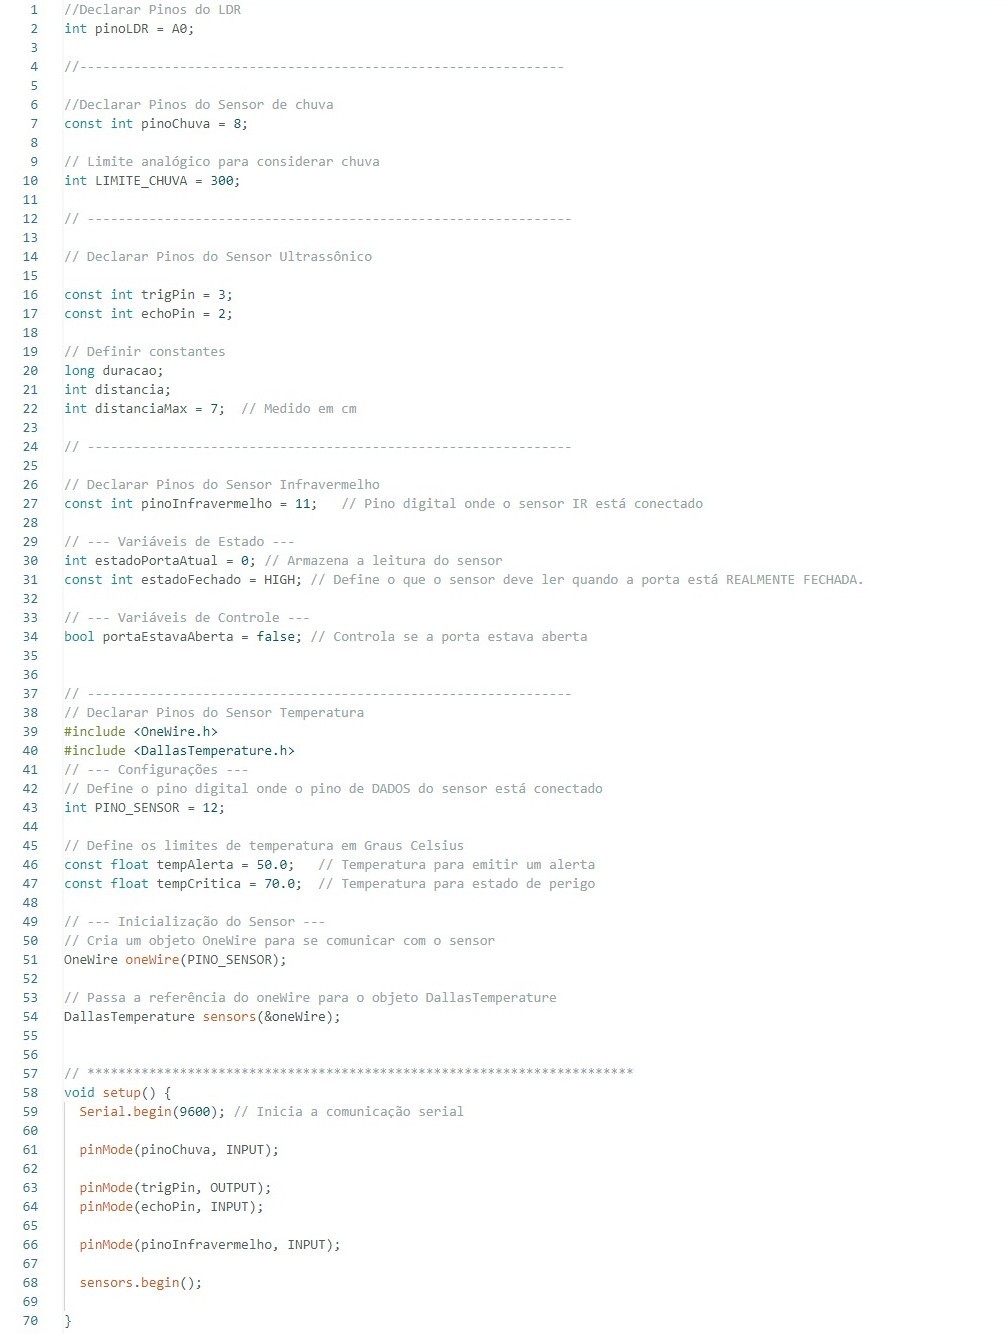 1 //Declarar Pinos do LDR
2 int pinoLDR = A0;
3
4 //---------------------------------------------------------------
5
6 //Declarar Pinos do Sensor de chuva
7 const int pinoChuva = 8;
8
9 // Limite analógico para considerar chuva
10 int LIMITE_CHUVA = 300;
11
12 // ---------------------------------------------------------------
13
14 // Declarar Pinos do Sensor Ultrassônico
15
16 const int trigPin = 3;
17 const int echoPin = 2;
18
19 // Definir constantes
20 long duracao;
21 int distancia;
22 int distanciaMax = 7;  // Medido em cm
23
24 // ---------------------------------------------------------------
25
26 // Declarar Pinos do Sensor Infravermelho
27 const int pinoInfravermelho = 11;   // Pino digital onde o sensor IR está conectado
28
29 // --- Variáveis de Estado ---
30 int estadoPortaAtual = 0; // Armazena a leitura do sensor
31 const int estadoFechado = HIGH; // Define o que o sensor deve ler quando a porta está REALMENTE FECHADA.
32
33 // --- Variáveis de Controle ---
34 bool portaEstavaAberta = false; // Controla se a porta estava aberta
35
36
37 // ---------------------------------------------------------------
38 // Declarar Pinos do Sensor Temperatura
39 #include <OneWire.h>
40 #include <DallasTemperature.h>
41 // --- Configurações ---
42 // Define o pino digital onde o pino de DADOS do sensor está conectado
43 int PINO_SENSOR = 12;
44
45 // Define os limites de temperatura em Graus Celsius
46 const float tempAlerta = 50.0;   // Temperatura para emitir um alerta
47 const float tempCritica = 70.0;  // Temperatura para estado de perigo
48
49 // --- Inicialização do Sensor ---
50 // Cria um objeto OneWire para se comunicar com o sensor
51 OneWire oneWire(PINO_SENSOR);
52
53 // Passa a referência do oneWire para o objeto DallasTemperature
54 DallasTemperature sensors(&oneWire);
55
56
57 // ***********************************************************************
58 void setup() {
59   Serial.begin(9600); // Inicia a comunicação serial
60
61   pinMode(pinoChuva, INPUT);
62
63   pinMode(trigPin, OUTPUT);
64   pinMode(echoPin, INPUT);
65
66   pinMode(pinoInfravermelho, INPUT);
67
68   sensors.begin();
69
70 }